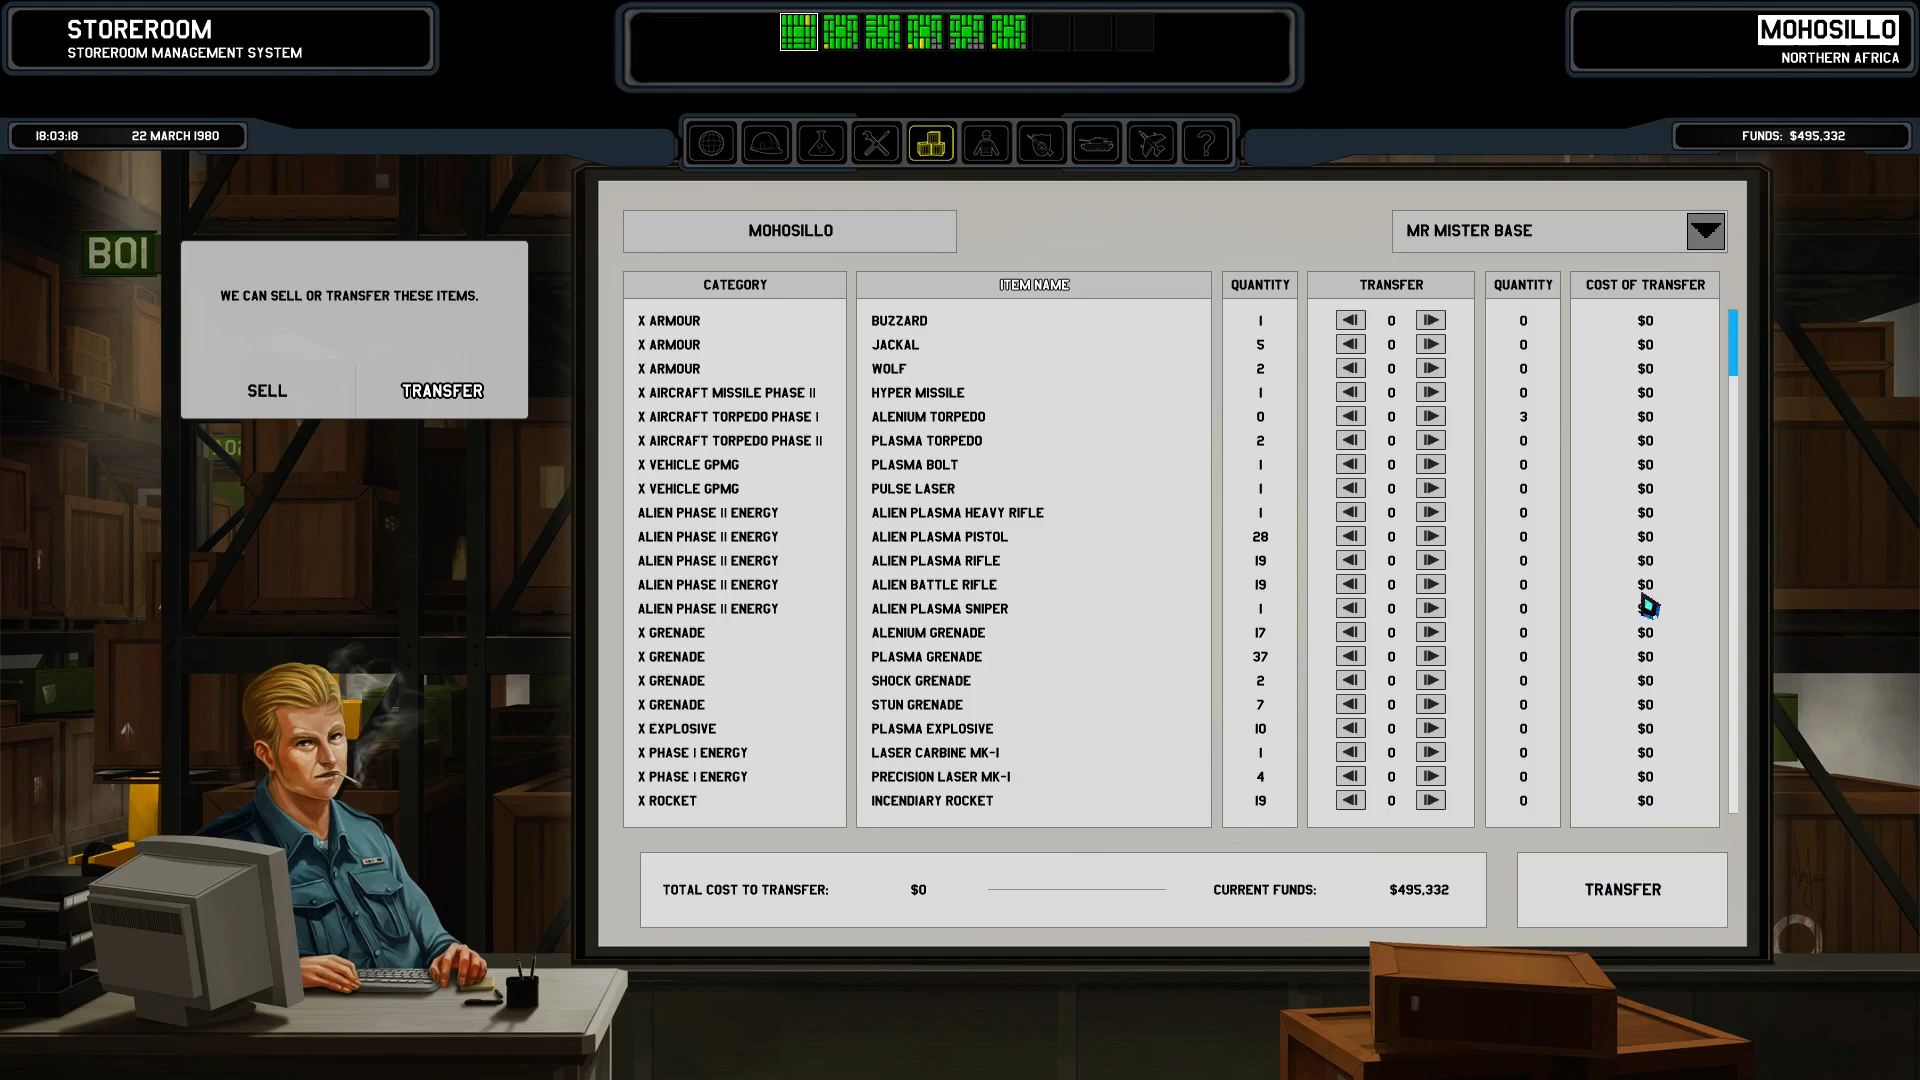 STOREROOM
STOREROOM MANAGEMENT SYSTEM
MOHOSILLO
NORTHERN AFRICA
18:03:18 22 MARCH 1980
FUNDS: $495,332
B01
WE CAN SELL OR TRANSFER THESE ITEMS.
SELL TRANSFER
MOHOSILLO MR MISTER BASE
CATEGORY ITEM NAME QUANTITY TRANSFER QUANTITY COST OF TRANSFER
X ARMOUR BUZZARD 1 0 0 $0
X ARMOUR JACKAL 5 0 0 $0
X ARMOUR WOLF 2 0 0 $0
X AIRCRAFT MISSILE PHASE II HYPER MISSILE 1 0 0 $0
X AIRCRAFT TORPEDO PHASE I ALENIUM TORPEDO 0 0 3 $0
X AIRCRAFT TORPEDO PHASE II PLASMA TORPEDO 2 0 0 $0
X VEHICLE GPMG PLASMA BOLT 1 0 0 $0
X VEHICLE GPMG PULSE LASER 1 0 0 $0
ALIEN PHASE II ENERGY ALIEN PLASMA HEAVY RIFLE 1 0 0 $0
ALIEN PHASE II ENERGY ALIEN PLASMA PISTOL 28 0 0 $0
ALIEN PHASE II ENERGY ALIEN PLASMA RIFLE 19 0 0 $0
ALIEN PHASE II ENERGY ALIEN BATTLE RIFLE 19 0 0 $0
ALIEN PHASE II ENERGY ALIEN PLASMA SNIPER 1 0 0
X GRENADE ALENIUM GRENADE 17 0 0 $0
X GRENADE PLASMA GRENADE 37 0 0 $0
X GRENADE SHOCK GRENADE 2 0 0 $0
X GRENADE STUN GRENADE 7 0 0 $0
X EXPLOSIVE PLASMA EXPLOSIVE 10 0 0 $0
X PHASE I ENERGY LASER CARBINE MK-1 1 0 0 $0
X PHASE I ENERGY PRECISION LASER MK-1 4 0 0 $0
X ROCKET INCENDIARY ROCKET 19 0 0 $0
TOTAL COST TO TRANSFER: $0 CURRENT FUNDS: $495,332
TRANSFER